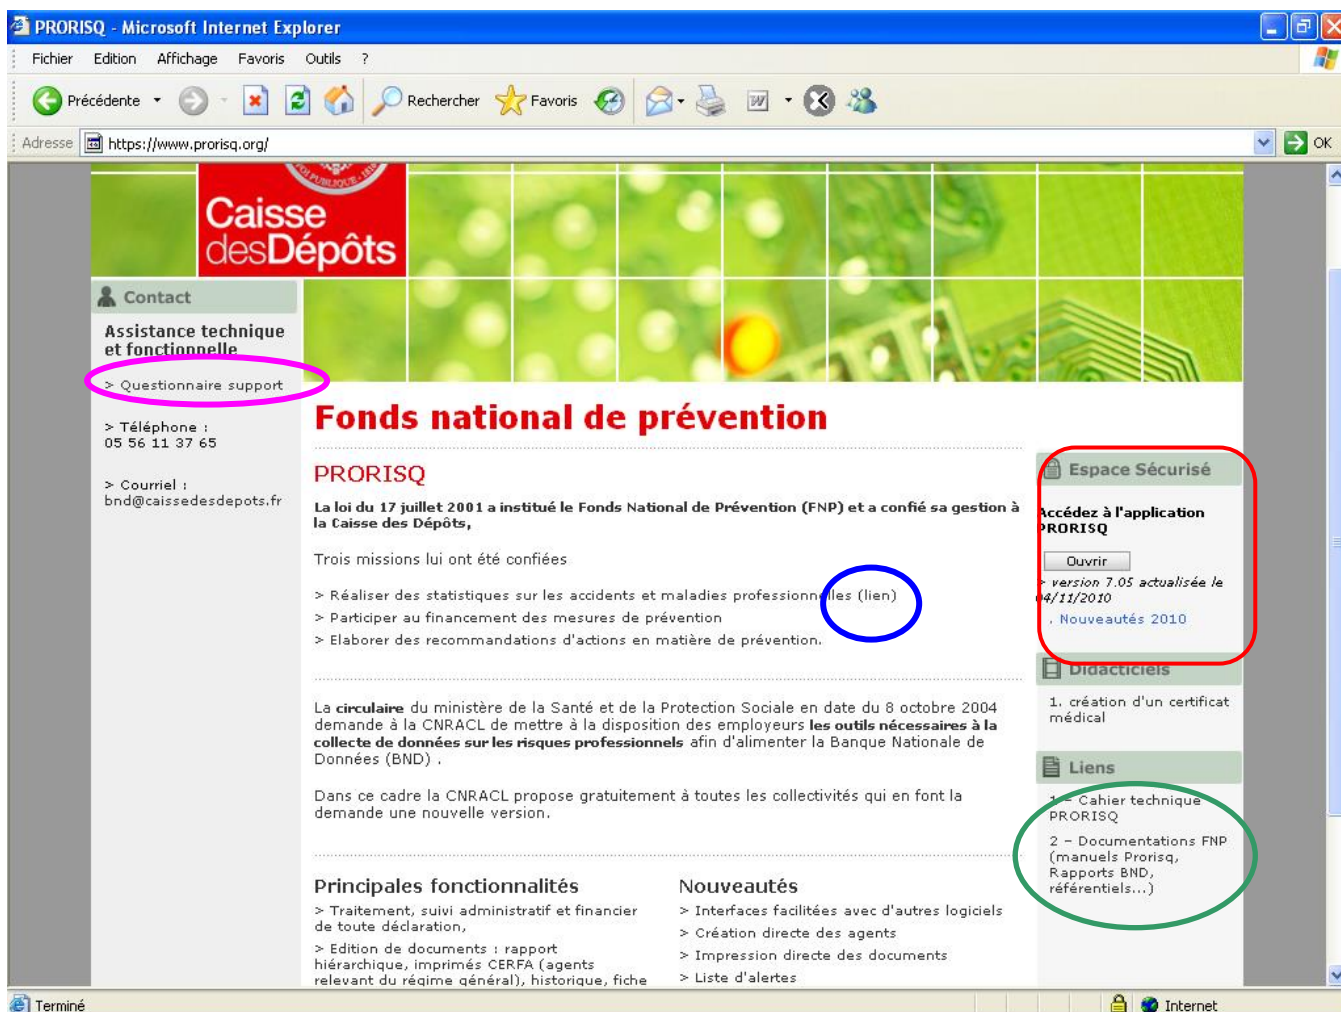 PRORISQ - Microsoft Internet Explorer
Fichier Edition Affichage Favoris Outils ?
Précédente Rechercher Favoris
Adresse https://www.prorisq.org/ OK
Caisse
desDépôts
Contact
Assistance technique
et fonctionnelle
> Questionnaire support
> Téléphone :
05 56 11 37 65
> Courriel :
bnd@caissedesdepots.fr
Fonds national de prévention
PRORISQ
La loi du 17 juillet 2001 a institué le Fonds National de Prévention (FNP) et a confié sa gestion à
la Caisse des Dépôts,
Trois missions lui ont été confiées
> Réaliser des statistiques sur les accidents et maladies professionnelles (lien)
> Participer au financement des mesures de prévention
> Elaborer des recommandations d'actions en matière de prévention.
La circulaire du ministère de la Santé et de la Protection Sociale en date du 8 octobre 2004
demande à la CNRACL de mettre à la disposition des employeurs les outils nécessaires à la
collecte de données sur les risques professionnels afin d'alimenter la Banque Nationale de
Données (BND) .
Dans ce cadre la CNRACL propose gratuitement à toutes les collectivités qui en font la
demande une nouvelle version.
Principales fonctionnalités
> Traitement, suivi administratif et financier
de toute déclaration,
> Edition de documents : rapport
hiérarchique, imprimés CERFA (agents
relevant du régime général), historique, fiche
Nouveautés
> Interfaces facilitées avec d'autres logiciels
> Création directe des agents
> Impression directe des documents
> Liste d'alertes
Espace Sécurisé
Accédez à l'application
PRORISQ
Ouvrir
> version 7.05 actualisée le
04/11/2010
. Nouveautés 2010
Didacticiels
1. création d'un certificat
médical
Liens
1 – Cahier technique
PRORISQ
2 – Documentations FNP
(manuels Prorisq,
Rapports BND,
référentiels...)
Terminé
Internet